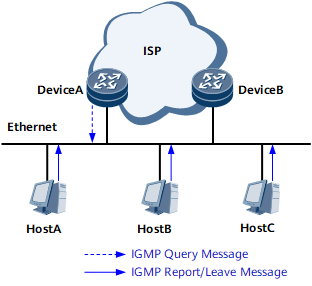 ISP
DeviceA
DeviceB
Ethernet
HostA
HostB
HostC
IGMP Query Message
IGMP Report/Leave Message